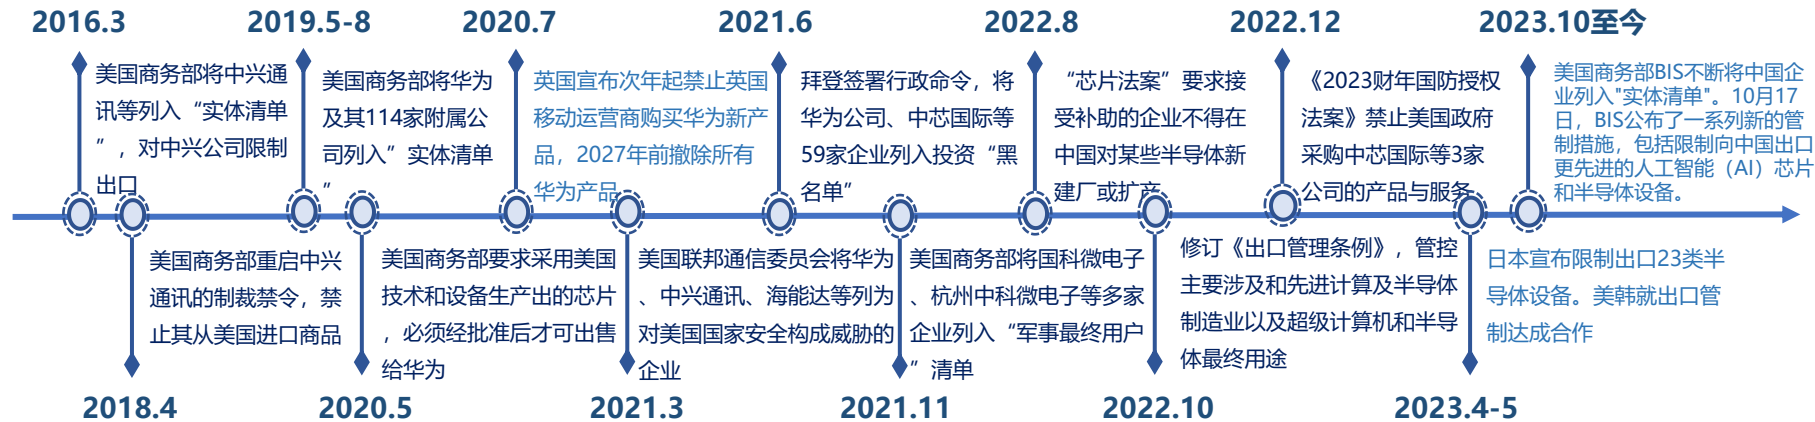 2016.3
美国商务部将中兴通
讯等列入“实体清单
”，对中兴公司限制
出口
2018.4
美国商务部重启中兴
通讯的制裁禁令，禁
止其从美国进口商品
2019.5-8
美国商务部将华为
及其114家附属公
司列入”实体清单
”
2020.5
美国商务部要求采用美国
技术和设备生产出的芯片
，必须经批准后才可出售
给华为
2020.7
英国宣布次年起禁止英国
移动运营商购买华为新产
品，2027年前撤除所有
华为产品
2021.3
美国联邦通信委员会将华为
、中兴通讯、海能达等列为
对美国国家安全构成威胁的
企业
2021.6
拜登签署行政命令，将
华为公司、中芯国际等
59家企业列入投资“黑
名单”
2021.11
美国商务部将国科微电子
、杭州中科微电子等多家
企业列入“军事最终用户
”清单
2022.8
“芯片法案”要求接
受补助的企业不得在
中国对某些半导体新
建厂或扩产
2022.10
修订《出口管理条例》，管控
主要涉及和先进计算及半导体
制造业以及超级计算机和半导
体最终用途
2022.12
《2023财年国防授权
法案》禁止美国政府
采购中芯国际等3家
公司的产品与服务
2023.4-5
日本宣布限制出口23类半
导体设备。美韩就出口管
制达成合作
2023.10至今
美国商务部BIS不断将中国企
业列入"实体清单"。10月17
日，BIS公布了一系列新的管
制措施，包括限制向中国出口
更先进的人工智能（AI）芯片
和半导体设备。